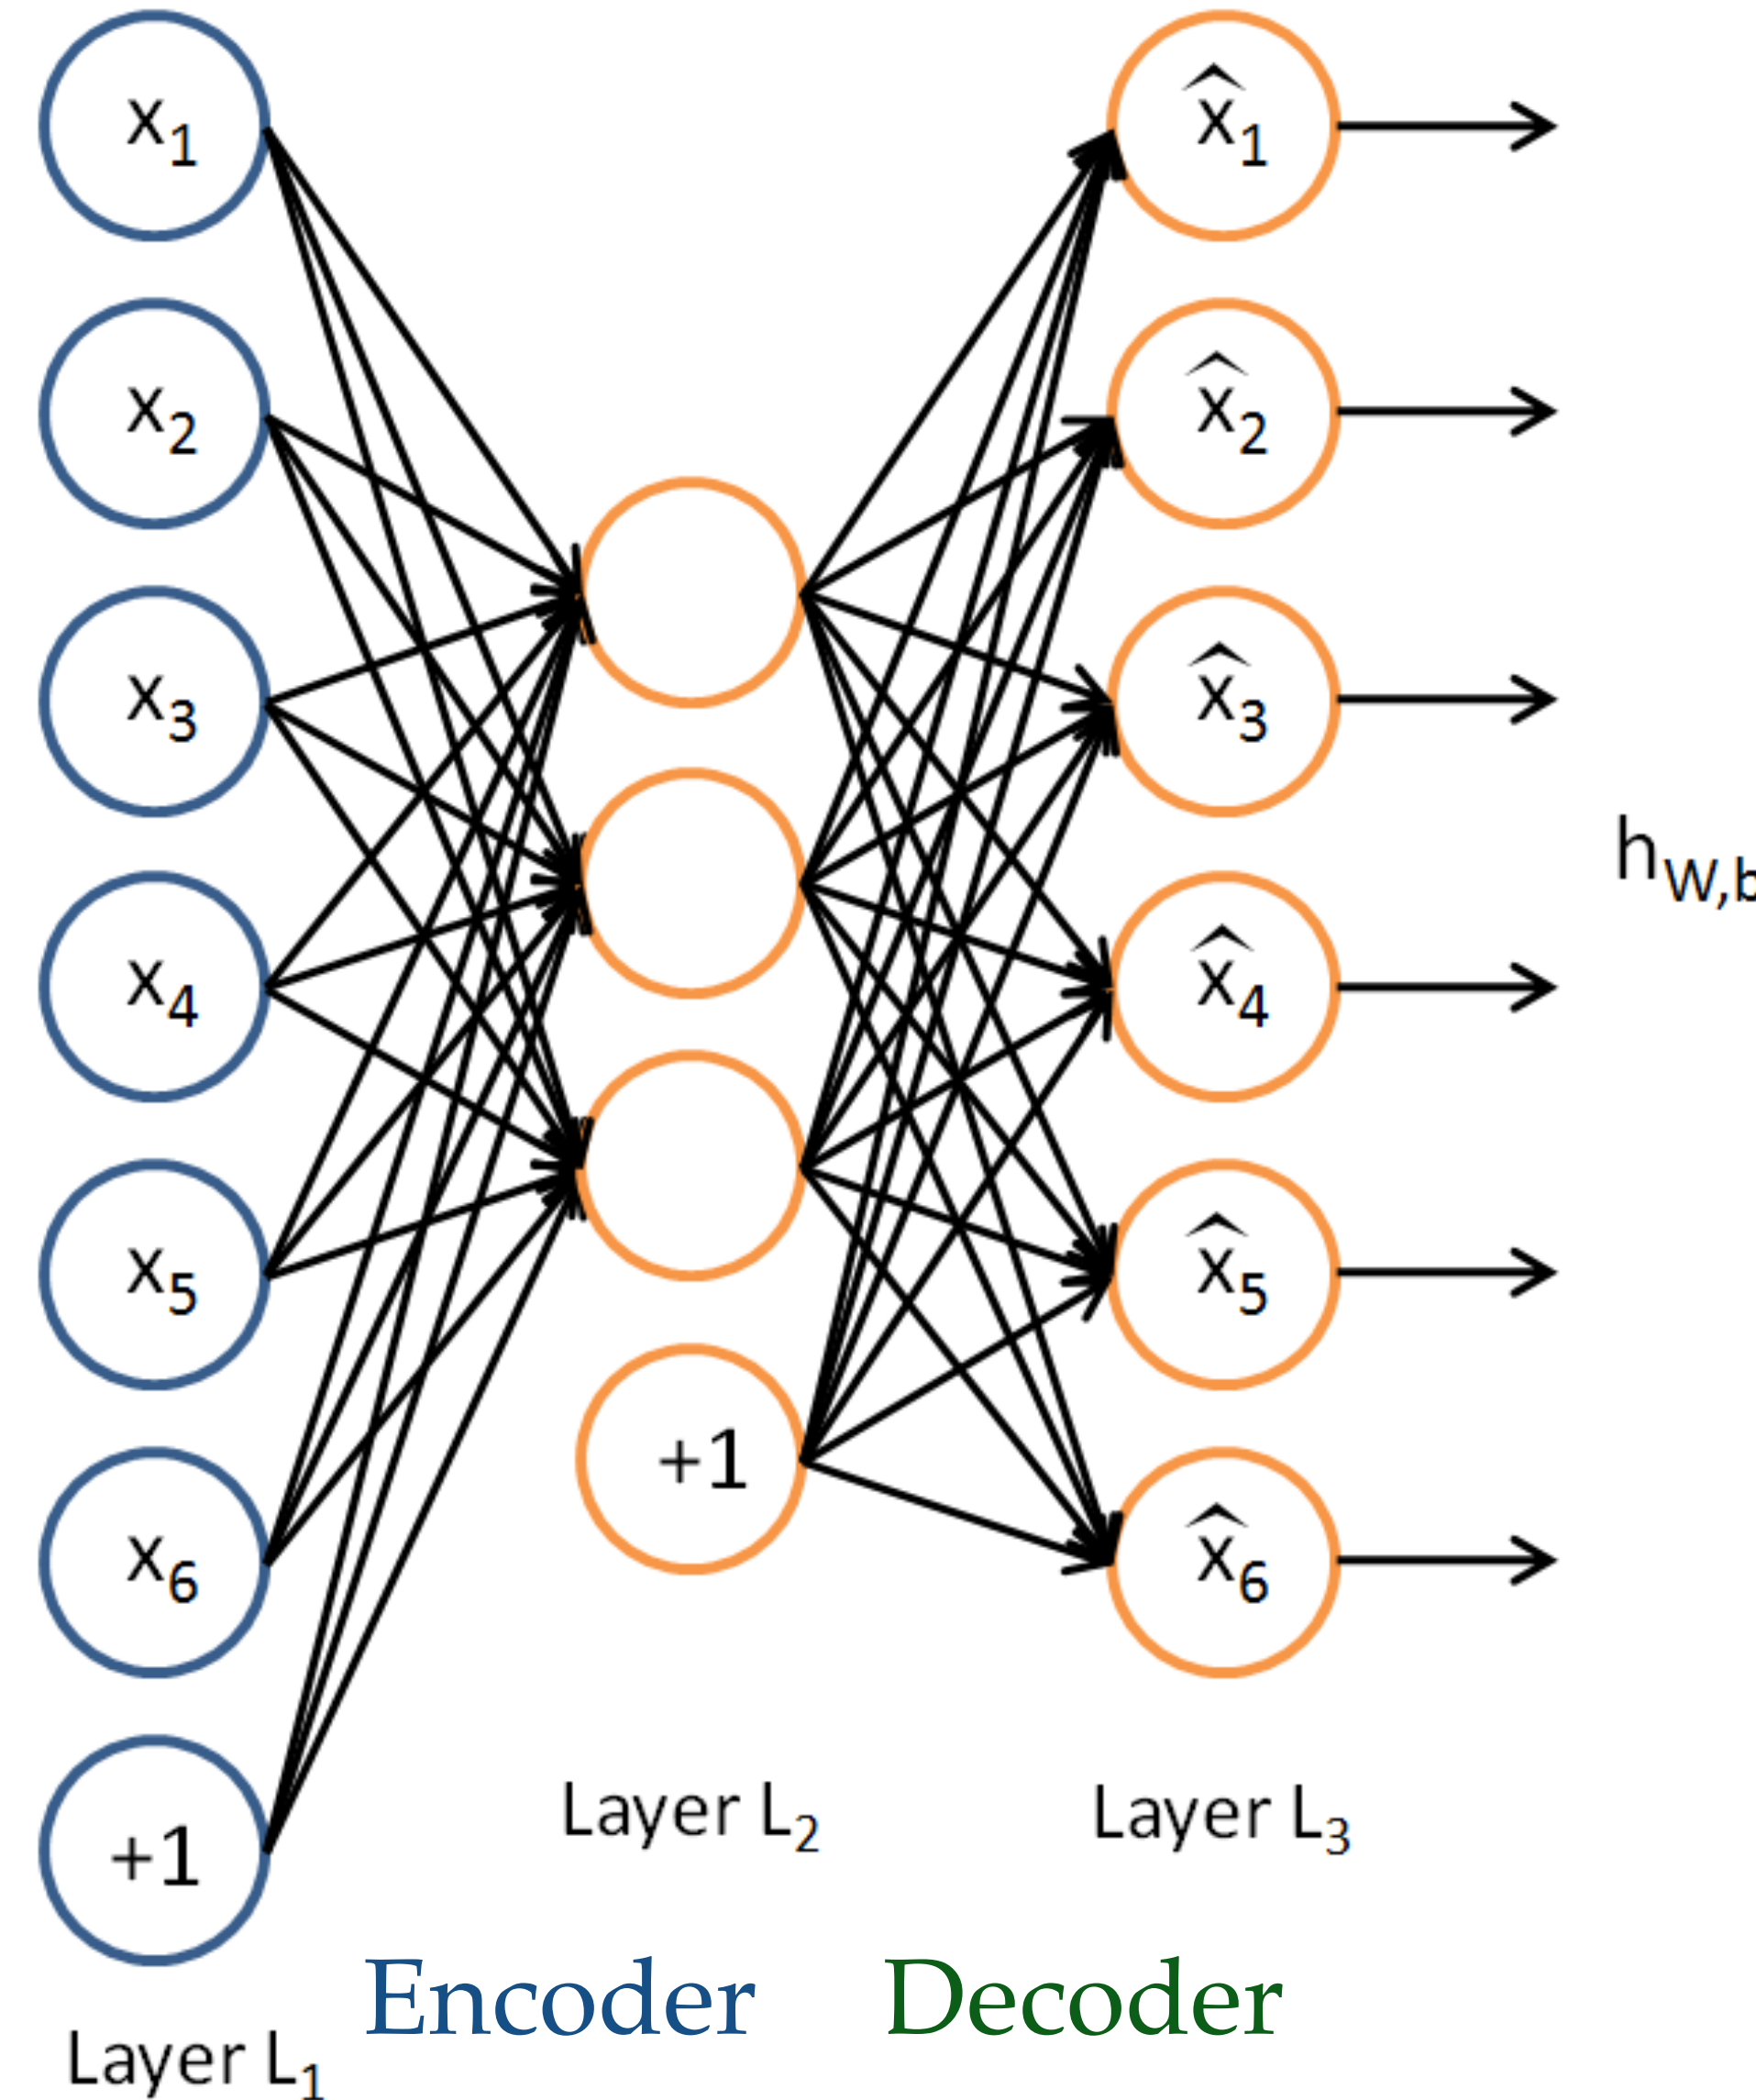 x₁
x₂
x₃
x₄
x₅
x₆
+1
Layer L₁
+1
Layer L₂
x̂₁
x̂₂
x̂₃
x̂₄
x̂₅
x̂₆
Layer L₃
h_W,b
Encoder
Decoder